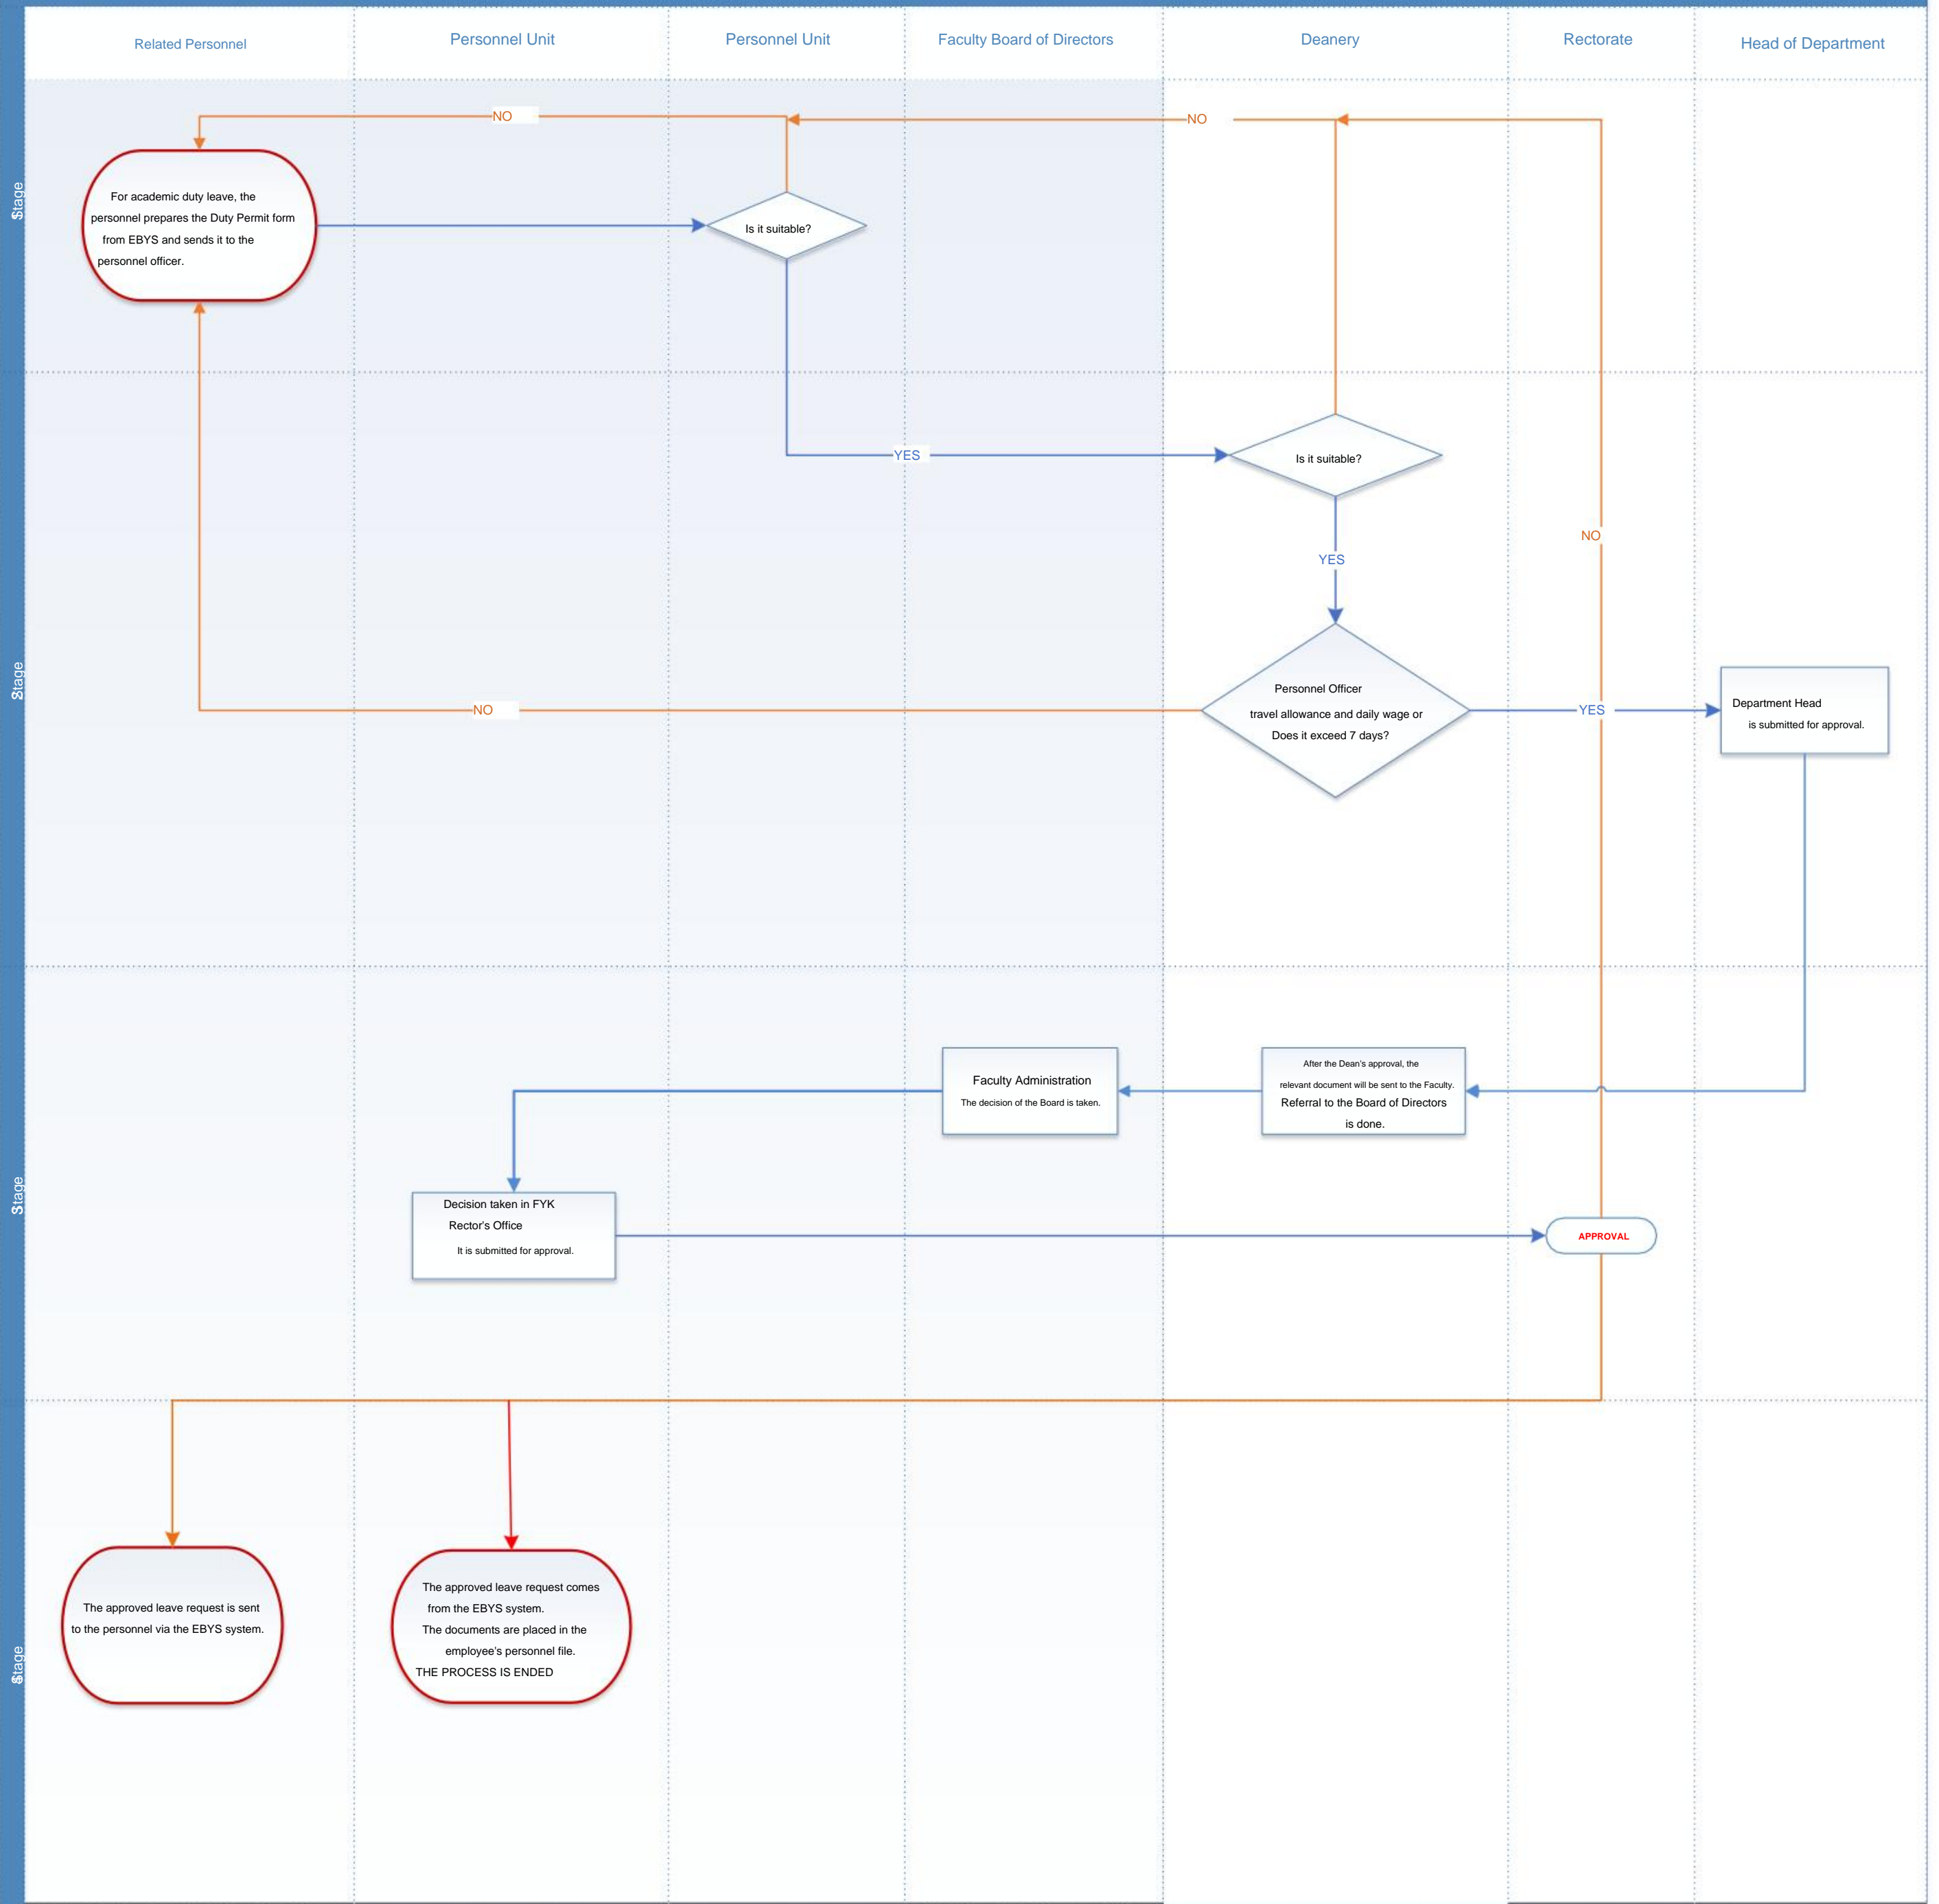 Related Personnel
Personnel Unit
Personnel Unit
Faculty Board of Directors
Deanery
Rectorate
Head of Department
NO
NO
Stage
For academic duty leave, the
personnel prepares the Duty Permit form
from EBYS and sends it to the
personnel officer.
Is it suitable?
YES
Is it suitable?
NO
YES
Stage
Personnel Officer
travel allowance and daily wage or
Does it exceed 7 days?
NO
YES
Department Head
is submitted for approval.
Stage
Faculty Administration
The decision of the Board is taken.
After the Dean's approval, the
relevant document will be sent to the Faculty.
Referral to the Board of Directors
is done.
Decision taken in FYK
Rector's Office
It is submitted for approval.
APPROVAL
Stage
The approved leave request is sent
to the personnel via the EBYS system.
The approved leave request comes
from the EBYS system.
The documents are placed in the
employee's personnel file.
THE PROCESS IS ENDED